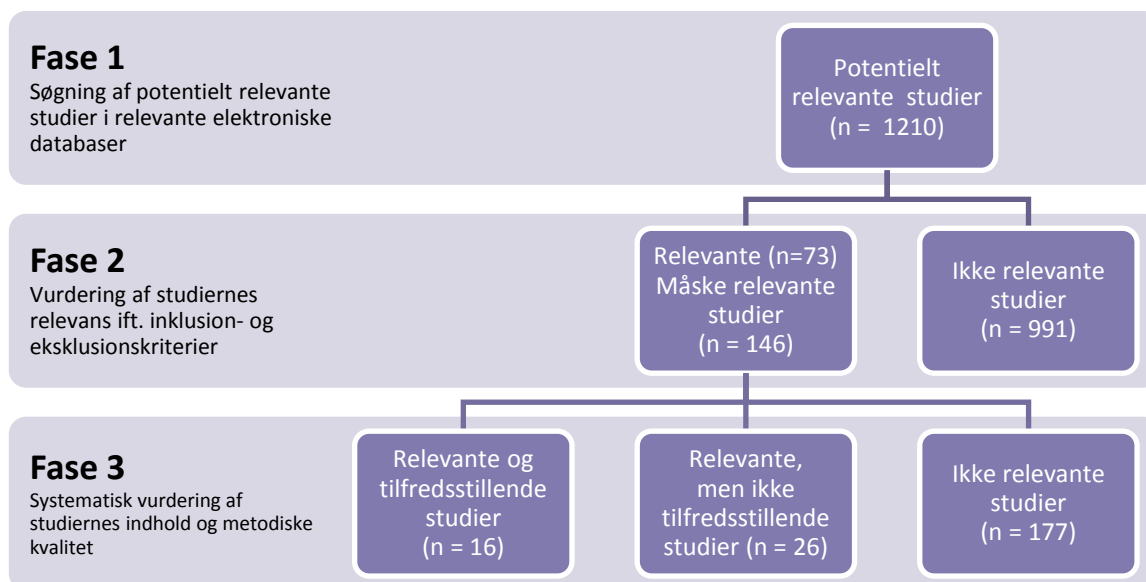 Fase 1
Søgning af potentielt relevante
studier i relevante elektroniske
databaser
Potentielt
relevante studier
(n = 1210)
Fase 2
Vurdering af studiernes
relevans ift. inklusion- og
eksklusionskriterier
Relevante (n=73)
Måske relevante
studier
(n = 146)
Ikke relevante
studier
(n = 991)
Fase 3
Systematisk vurdering af
studiernes indhold og metodiske
kvalitet
Relevante og
tilfredsstillende
studier
(n = 16)
Relevante,
men ikke
tilfredsstillende
studier (n = 26)
Ikke relevante
studier
(n = 177)